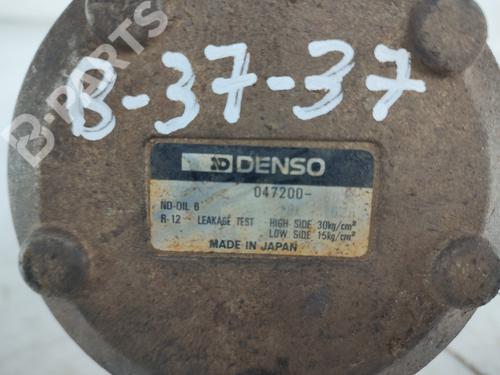 B-PARTS
B-37-37
ND DENSO
047200-
ND-OIL 6
R-12 LEAKAGE TEST HIGH SIDE 30kg/cm²
LOW SIDE 15kg/cm²
MADE IN JAPAN